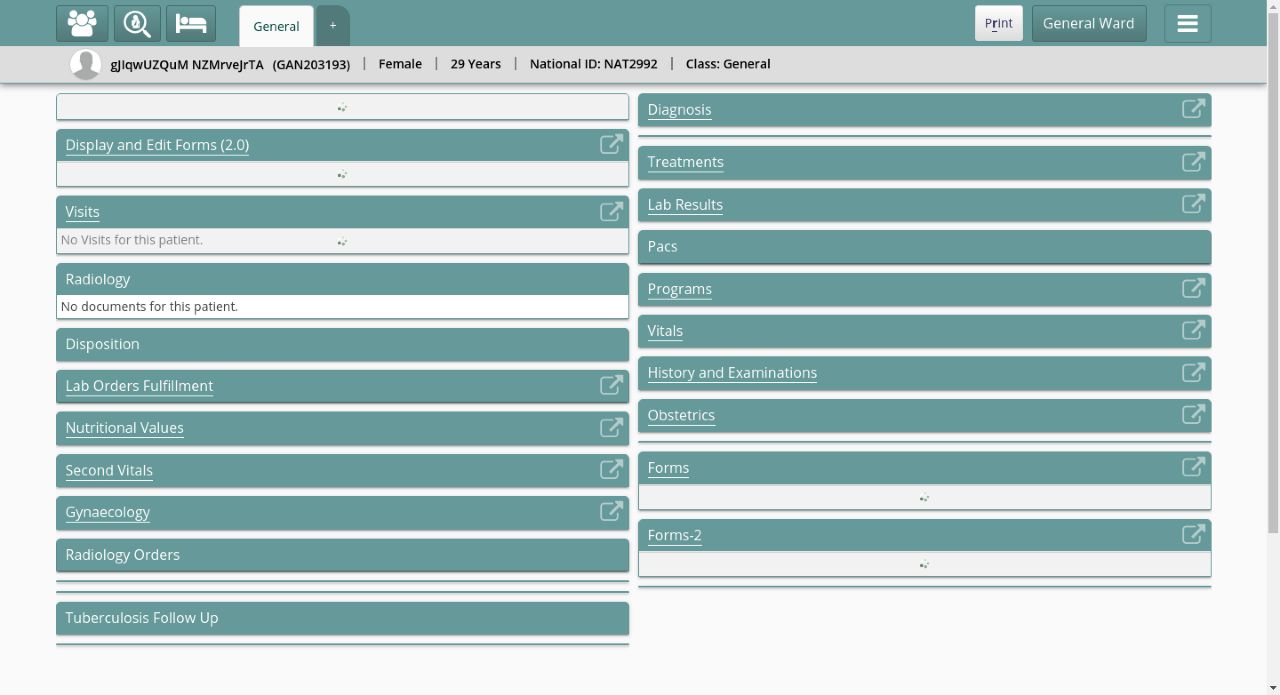 General
+
Print
General Ward
gJIqwUZQuM NZMrveJrTA (GAN203193) | Female | 29 Years | National ID: NAT2992 | Class: General
Display and Edit Forms (2.0)
Visits
No Visits for this patient.
Radiology
No documents for this patient.
Disposition
Lab Orders Fulfillment
Nutritional Values
Second Vitals
Gynaecology
Radiology Orders
Tuberculosis Follow Up
Diagnosis
Treatments
Lab Results
Pacs
Programs
Vitals
History and Examinations
Obstetrics
Forms
Forms-2